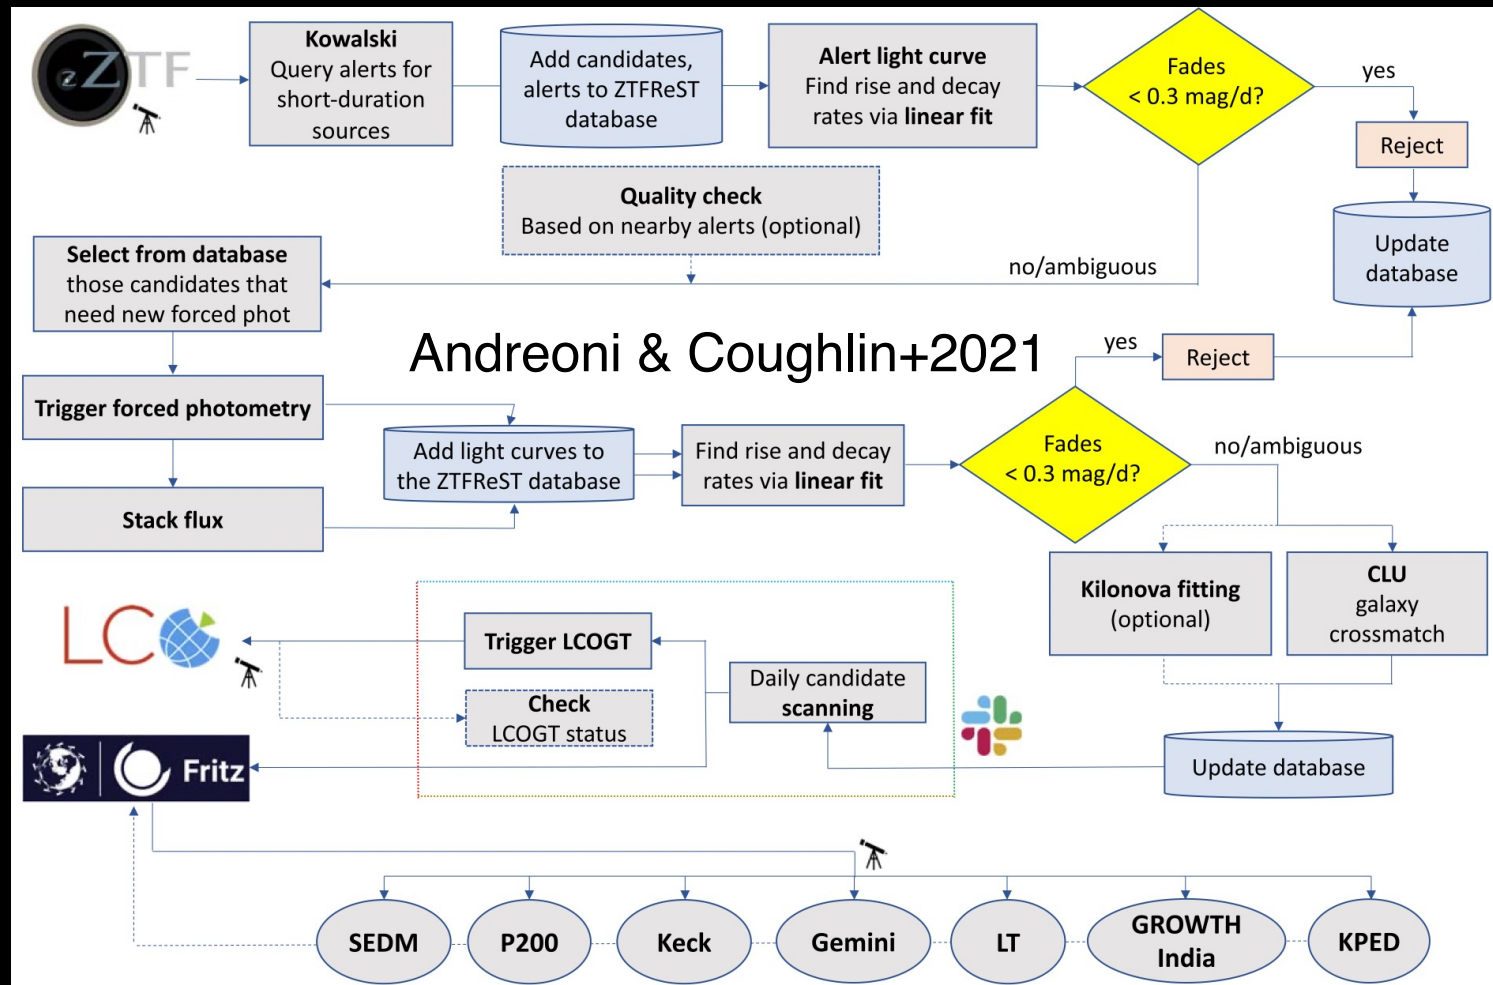 ZTF
Kowalski
Query alerts for
short-duration
sources
Add candidates,
alerts to ZTFReST
database
Alert light curve
Find rise and decay
rates via linear fit
Fades
< 0.3 mag/d?
yes
Reject
Update
database
Quality check
Based on nearby alerts (optional)
no/ambiguous
Select from database
those candidates that
need new forced phot
Andreoni & Coughlin+2021
yes
Reject
Trigger forced photometry
Add light curves to
the ZTFReST database
Find rise and decay
rates via linear fit
Fades
< 0.3 mag/d?
no/ambiguous
Stack flux
Kilonova fitting
(optional)
CLU
galaxy
crossmatch
LCO
Trigger LCOGT
Check
LCOGT status
Daily candidate
scanning
Update database
Fritz
SEDM
P200
Keck
Gemini
LT
GROWTH
India
KPED